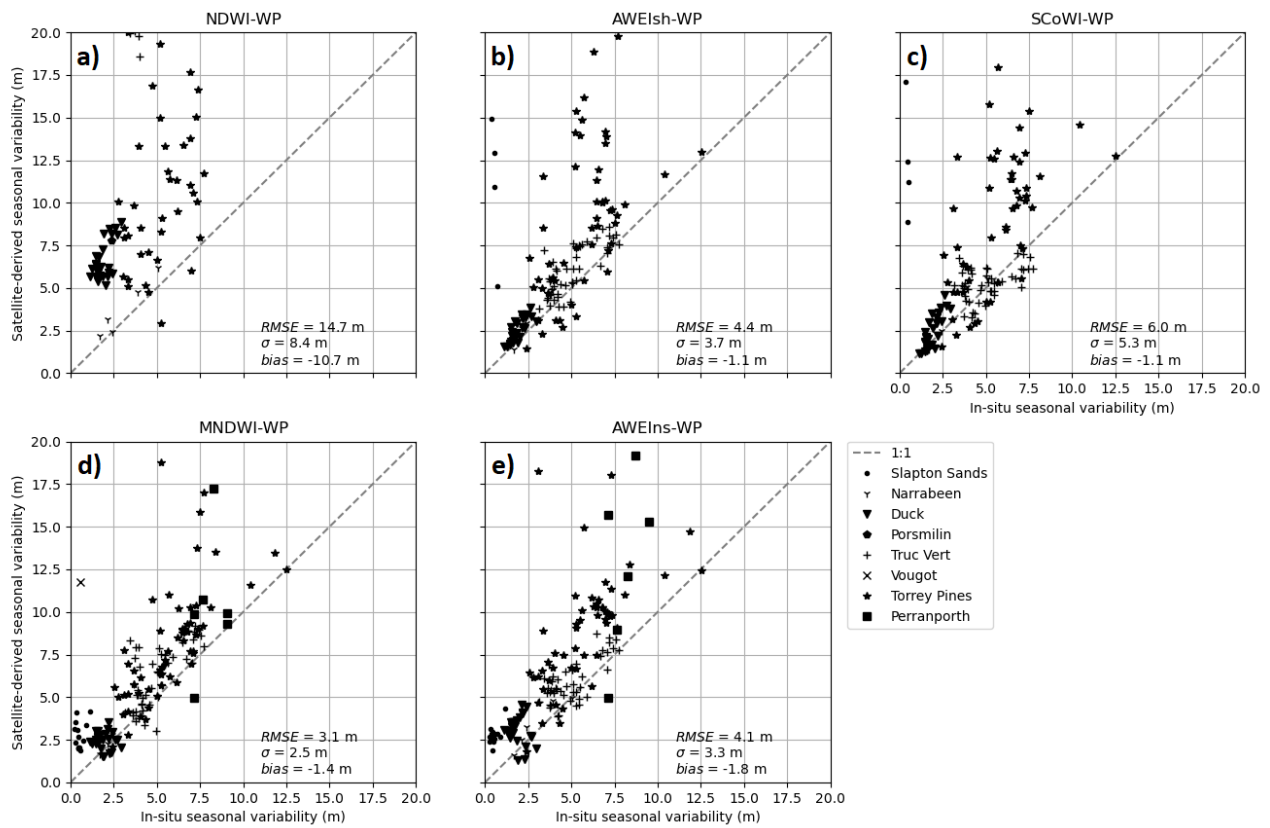 NDWI-WP
AWEIsh-WP
SCoWI-WP
a)
b)
c)
Satellite-derived seasonal variability (m)
20.0
17.5
15.0
12.5
10.0
7.5
5.0
2.5
0.0
RMSE = 14.7 m
σ = 8.4 m
bias = -10.7 m
RMSE = 4.4 m
σ = 3.7 m
bias = -1.1 m
RMSE = 6.0 m
σ = 5.3 m
bias = -1.1 m
0.0 2.5 5.0 7.5 10.0 12.5 15.0 17.5 20.0
In-situ seasonal variability (m)
MNDWI-WP
AWEIns-WP
d)
e)
Satellite-derived seasonal variability (m)
20.0
17.5
15.0
12.5
10.0
7.5
5.0
2.5
0.0
RMSE = 3.1 m
σ = 2.5 m
bias = -1.4 m
RMSE = 4.1 m
σ = 3.3 m
bias = -1.8 m
0.0 2.5 5.0 7.5 10.0 12.5 15.0 17.5 20.0
In-situ seasonal variability (m)
0.0 2.5 5.0 7.5 10.0 12.5 15.0 17.5 20.0
In-situ seasonal variability (m)
1:1
Slapton Sands
Narrabeen
Duck
Porsmilin
Truc Vert
Vougot
Torrey Pines
Perranporth